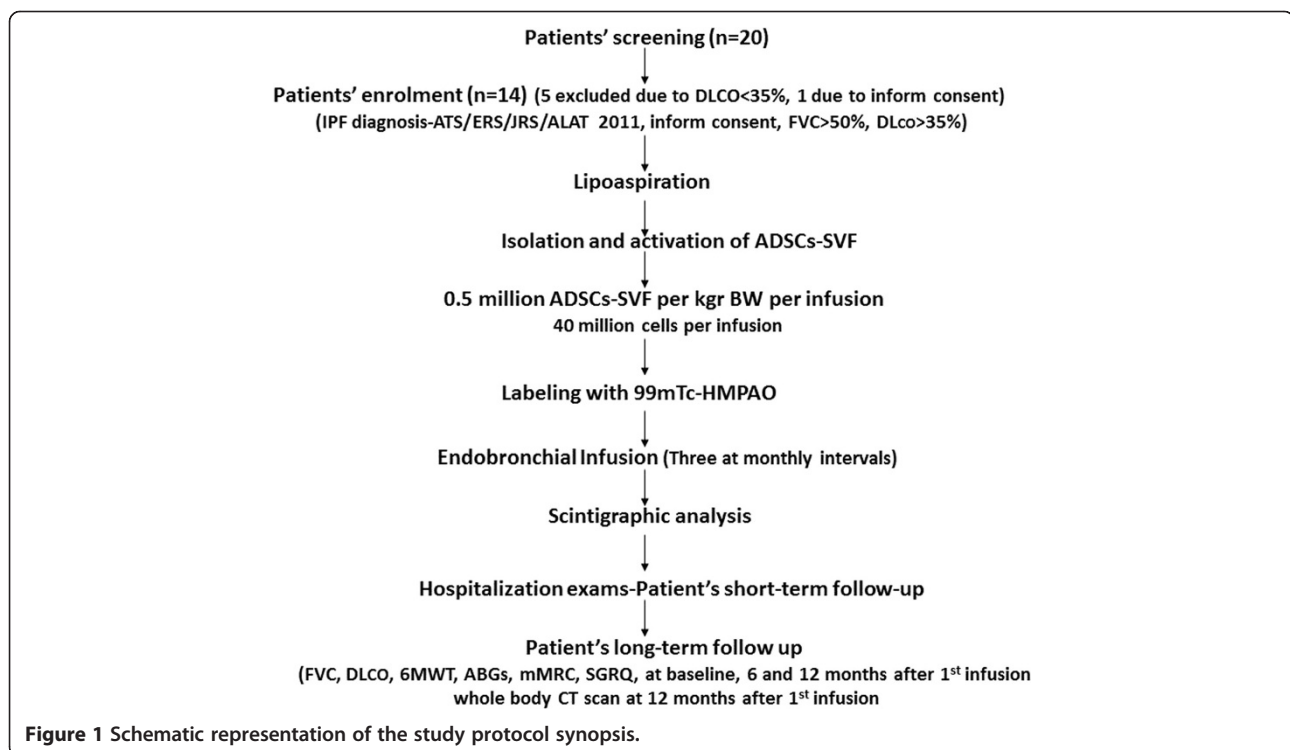 Patients' screening (n=20)
Patients' enrolment (n=14) (5 excluded due to DLCO<35%, 1 due to inform consent)
(IPF diagnosis-ATS/ERS/JRS/ALAT 2011, inform consent, FVC>50%, DLCO>35%)
Lipoaspiration
Isolation and activation of ADSCs-SVF
0.5 million ADSCs-SVF per kgr BW per infusion
40 million cells per infusion
Labeling with 99mTc-HMPAO
Endobronchial Infusion (Three at monthly intervals)
Scintigraphic analysis
Hospitalization exams-Patient's short-term follow-up
Patient's long-term follow up
(FVC, DLCO, 6MWT, ABGs, mMRC, SGRQ, at baseline, 6 and 12 months after 1st infusion
whole body CT scan at 12 months after 1st infusion
Figure 1 Schematic representation of the study protocol synopsis.